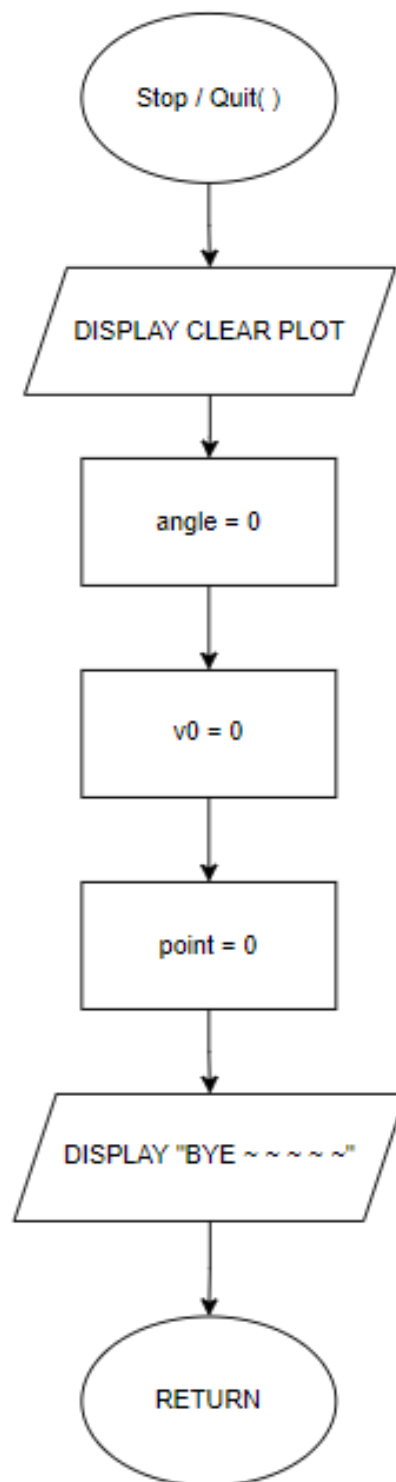 Stop / Quit( )
DISPLAY CLEAR PLOT
angle = 0
v0 = 0
point = 0
DISPLAY "BYE ~ ~ ~ ~ ~"
RETURN